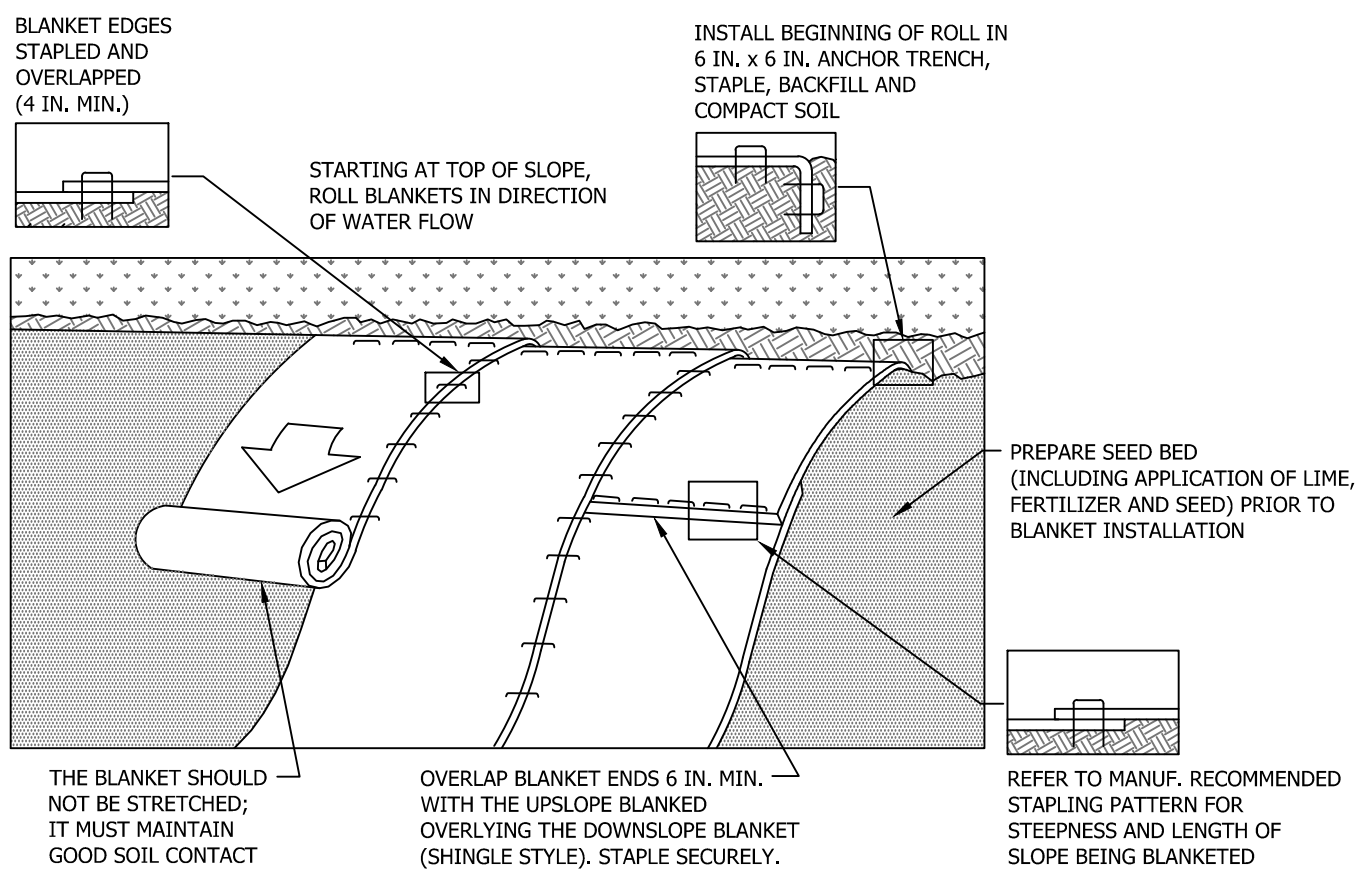 BLANKET EDGES
STAPLED AND
OVERLAPPED
(4 IN. MIN.)
INSTALL BEGINNING OF ROLL IN
6 IN. x 6 IN. ANCHOR TRENCH,
STAPLE, BACKFILL AND
COMPACT SOIL
STARTING AT TOP OF SLOPE,
ROLL BLANKETS IN DIRECTION
OF WATER FLOW
PREPARE SEED BED
(INCLUDING APPLICATION OF LIME,
FERTILIZER AND SEED) PRIOR TO
BLANKET INSTALLATION
THE BLANKET SHOULD
NOT BE STRETCHED;
IT MUST MAINTAIN
GOOD SOIL CONTACT
OVERLAP BLANKET ENDS 6 IN. MIN.
WITH THE UPSLOPE BLANKED
OVERLYING THE DOWNSLOPE BLANKET
(SHINGLE STYLE). STAPLE SECURELY.
REFER TO MANUF. RECOMMENDED
STAPLING PATTERN FOR
STEEPNESS AND LENGTH OF
SLOPE BEING BLANKETED